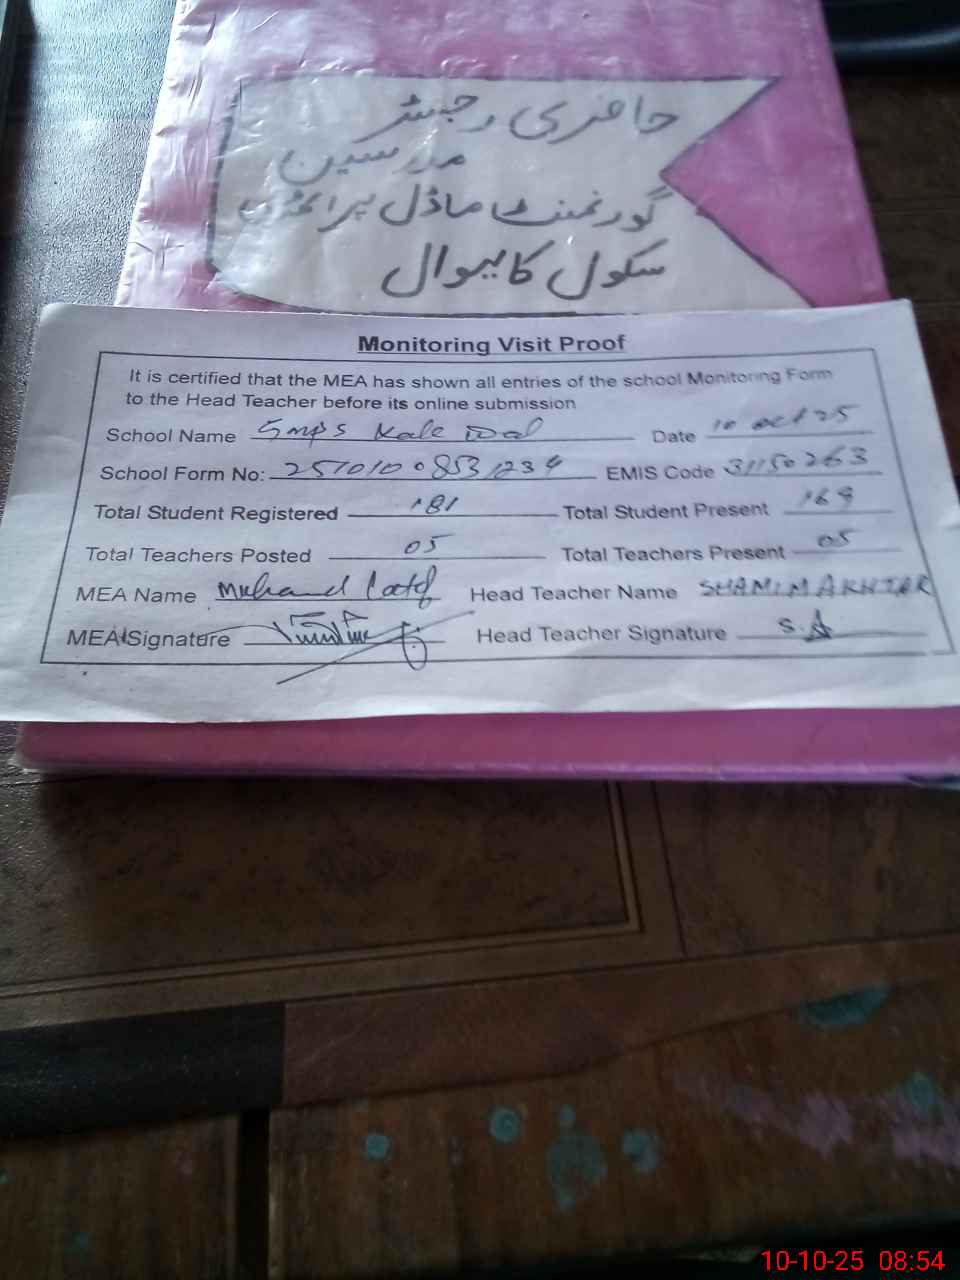 حاضری رجسٹر
مدرسین
گورنمنٹ ماڈل پرائمری
سکول کالیوال
Monitoring Visit Proof
It is certified that the MEA has shown all entries of the school Monitoring Form
to the Head Teacher before its online submission
School Name Gmps Kale Wal Date 10 Oct 25
School Form No: 25101008531234 EMIS Code 31150263
Total Student Registered 181 Total Student Present 169
Total Teachers Posted 05 Total Teachers Present 05
MEA Name Muhamad Latif Head Teacher Name SHAMIM AKHTAR
MEA Signature Head Teacher Signature S.A
10-10-25 08:54